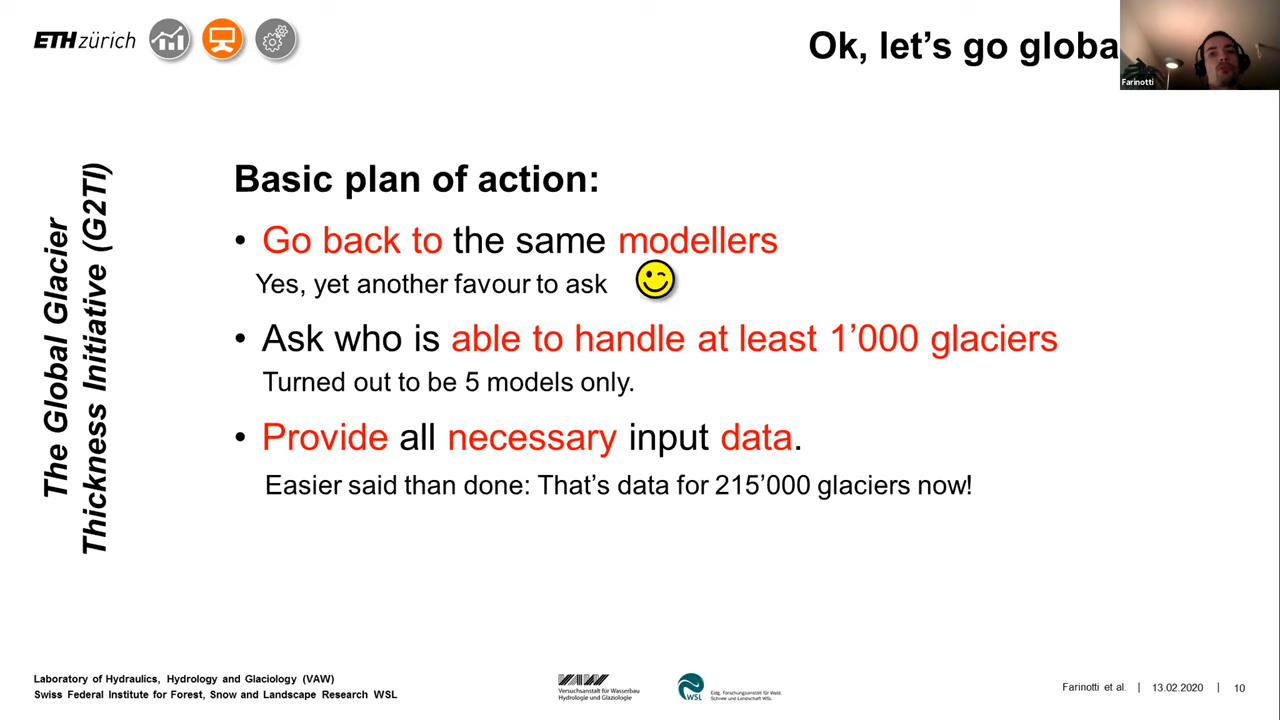 ETH zürich
Ok, let's go globa
Farinotti
The Global Glacier
Thickness Initiative (G2TI)
Basic plan of action:
• Go back to the same modellers
Yes, yet another favour to ask
• Ask who is able to handle at least 1'000 glaciers
Turned out to be 5 models only.
• Provide all necessary input data.
Easier said than done: That's data for 215'000 glaciers now!
Laboratory of Hydraulics, Hydrology and Glaciology (VAW)
Swiss Federal Institute for Forest, Snow and Landscape Research WSL
VAW
Versuchsanstalt für Wasserbau
Hydrologie und Glaziologie
WSL
Eidg. Forschungsanstalt für Wald,
Schnee und Landschaft WSL
Farinotti et al. | 13.02.2020 | 10